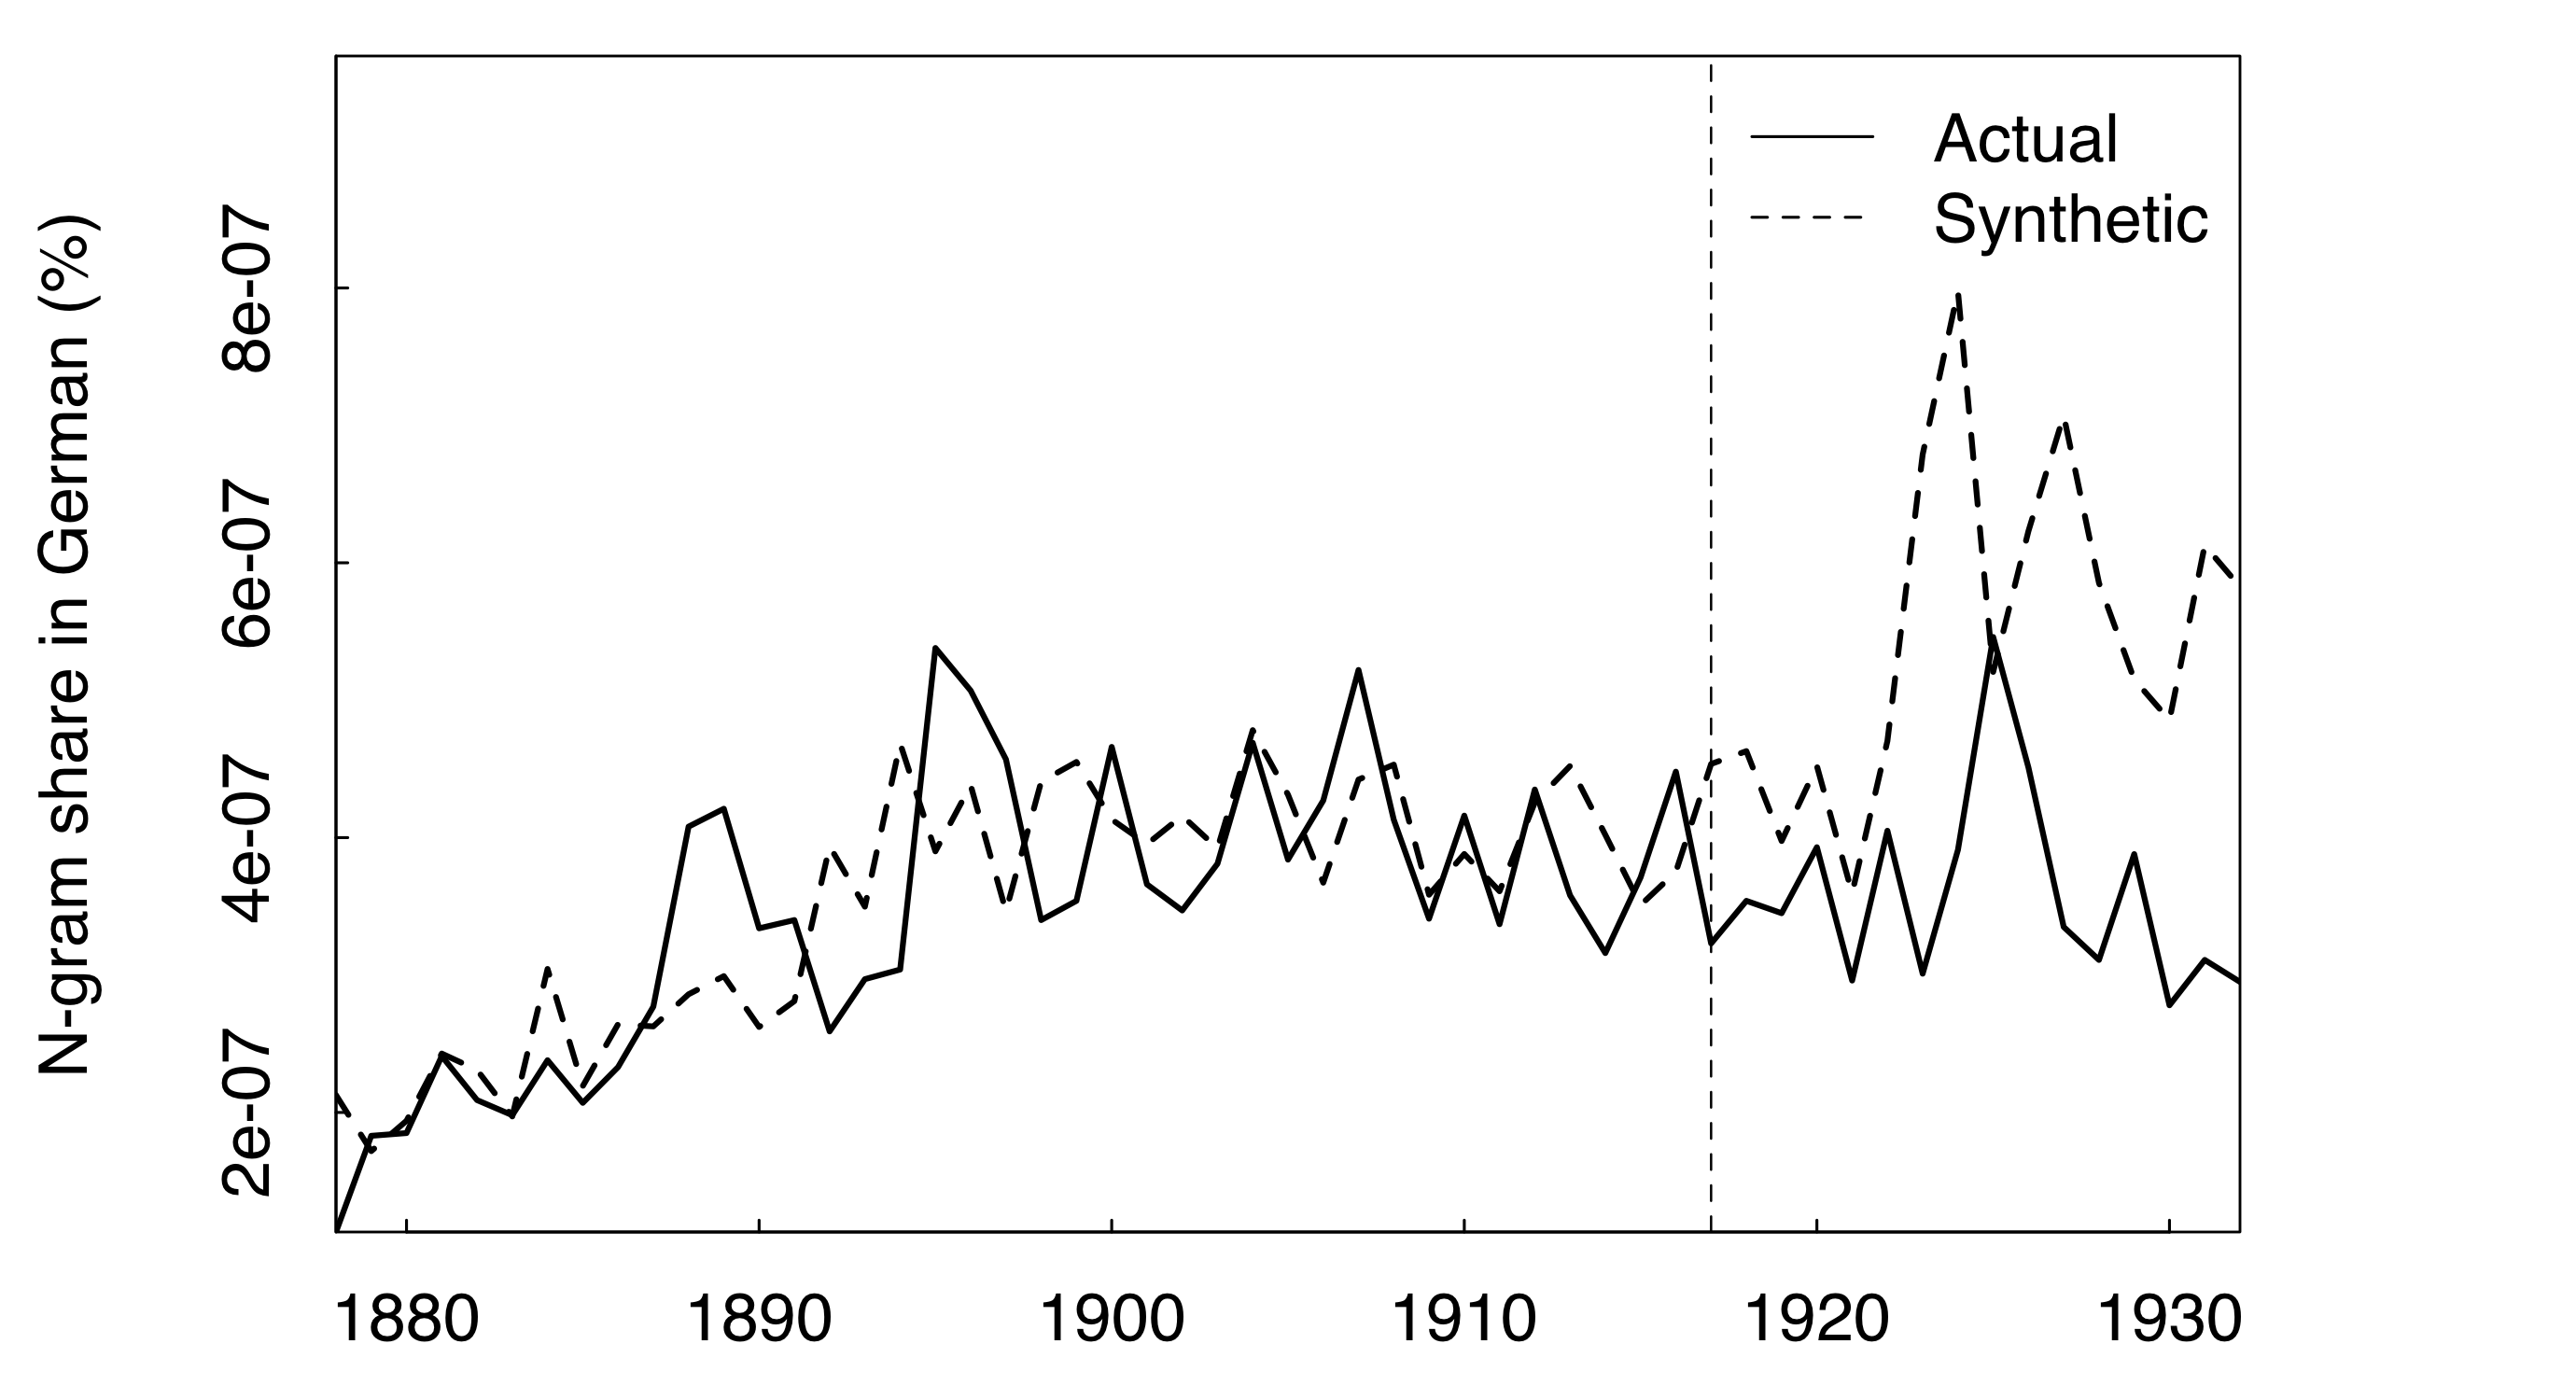 N-gram share in German (%)
8e-07
6e-07
4e-07
2e-07
Actual
Synthetic
1880 1890 1900 1910 1920 1930